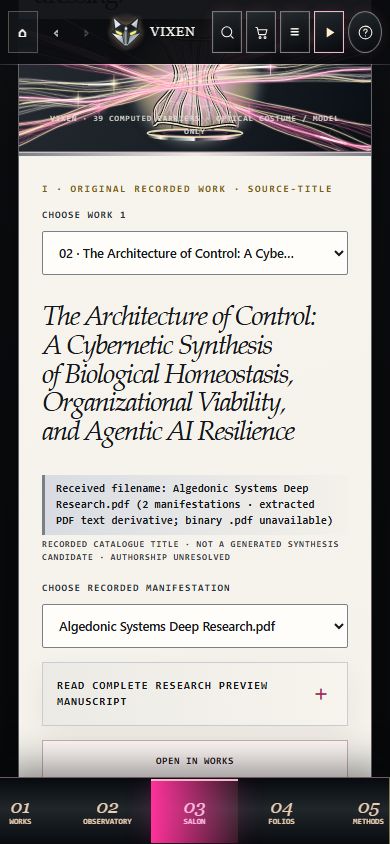 VIXEN
?
VIXEN · 39 COMPUTED CARRIERS / OPTICAL COSTUME / MODEL
ONLY
I · ORIGINAL RECORDED WORK · SOURCE-TITLE
CHOOSE WORK 1
02 · The Architecture of Control: A Cybe...
The Architecture of Control:
A Cybernetic Synthesis
of Biological Homeostasis,
Organizational Viability,
and Agentic AI Resilience
Received filename: Algedonic Systems Deep
Research.pdf (2 manifestations · extracted
PDF text derivative; binary .pdf unavailable)
RECORDED CATALOGUE TITLE · NOT A GENERATED SYNTHESIS
CANDIDATE · AUTHORSHIP UNRESOLVED
CHOOSE RECORDED MANIFESTATION
Algedonic Systems Deep Research.pdf
READ COMPLETE RESEARCH PREVIEW
MANUSCRIPT
+
OPEN IN WORKS
01 02 03 04 05
WORKS OBSERVATORY SALON FOLIOS METHODS